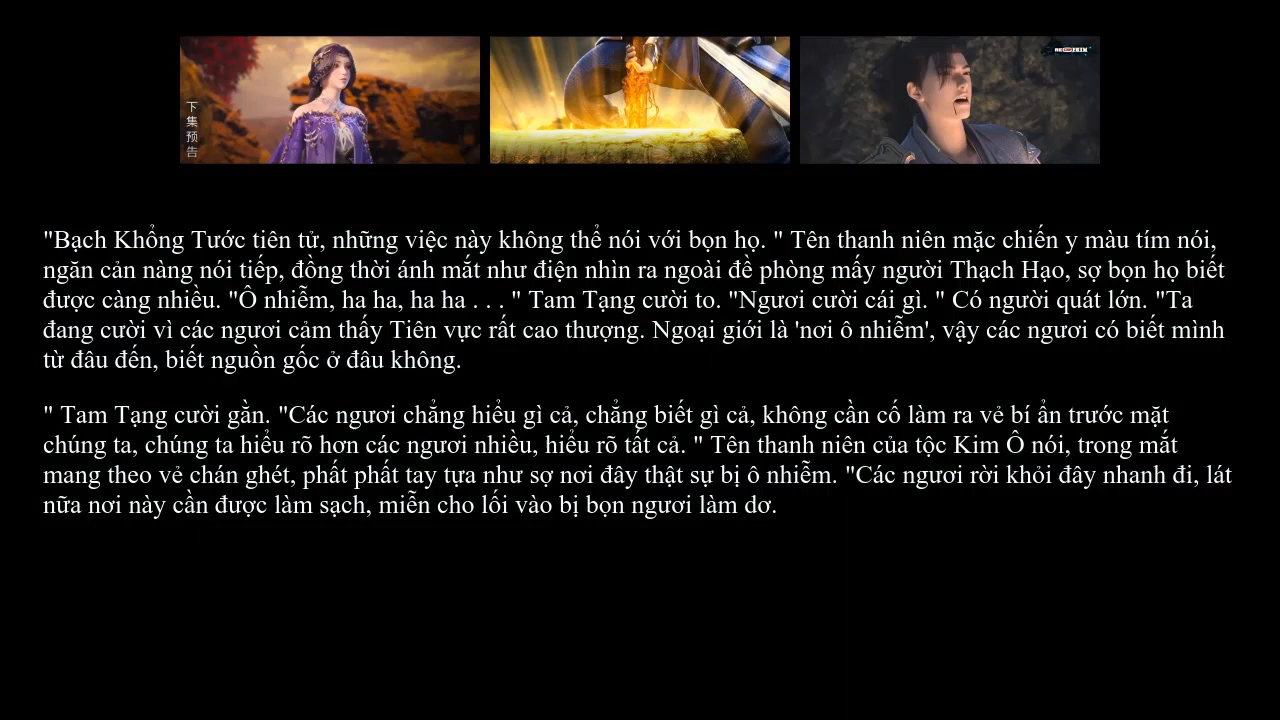 下
集
预
告
"Bạch Khổng Tước tiên tử, những việc này không thể nói với bọn họ. " Tên thanh niên mặc chiến y màu tím nói,
ngăn cản nàng nói tiếp, đồng thời ánh mắt như điện nhìn ra ngoài đề phòng mấy người Thạch Hạo, sợ bọn họ biết
được càng nhiều. "Ô nhiễm, ha ha, ha ha . . . " Tam Tạng cười to. "Ngươi cười cái gì. " Có người quát lớn. "Ta
đang cười vì các ngươi cảm thấy Tiên vực rất cao thượng. Ngoại giới là 'nơi ô nhiễm', vậy các ngươi có biết mình
từ đâu đến, biết nguồn gốc ở đâu không.
" Tam Tạng cười gằn. "Các ngươi chẳng hiểu gì cả, chẳng biết gì cả, không cần cố làm ra vẻ bí ẩn trước mặt
chúng ta, chúng ta hiểu rõ hơn các ngươi nhiều, hiểu rõ tất cả. " Tên thanh niên của tộc Kim Ô nói, trong mắt
mang theo vẻ chán ghét, phất phất tay tựa như sợ nơi đây thật sự bị ô nhiễm. "Các ngươi rời khỏi đây nhanh đi, lát
nữa nơi này cần được làm sạch, miễn cho lối vào bị bọn ngươi làm dơ.